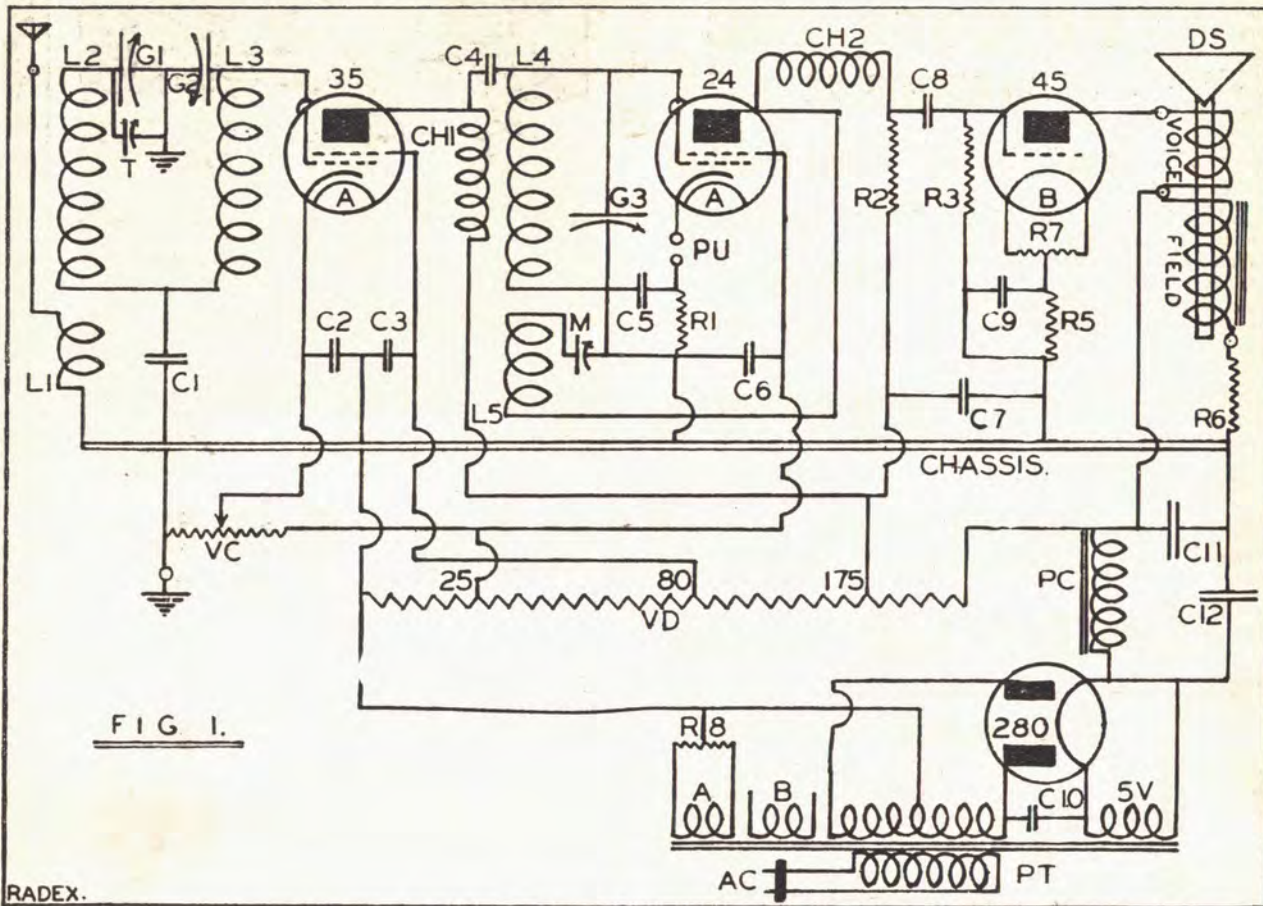 L2 G1 G2 L3 35 C4 L4 24 CH2 C8 45 DS
T CH1 VOICE
A A B
G3 R2 R3 R7
PU FIELD
C2 C3 M C5 R1 C9 R5
L1 C1 C6
L5 C7 R6
CHASSIS.
VC C11
25 80 175 PC
VD C12
FIG 1. R8 280
A B C10 5V
AC PT
RADEX.